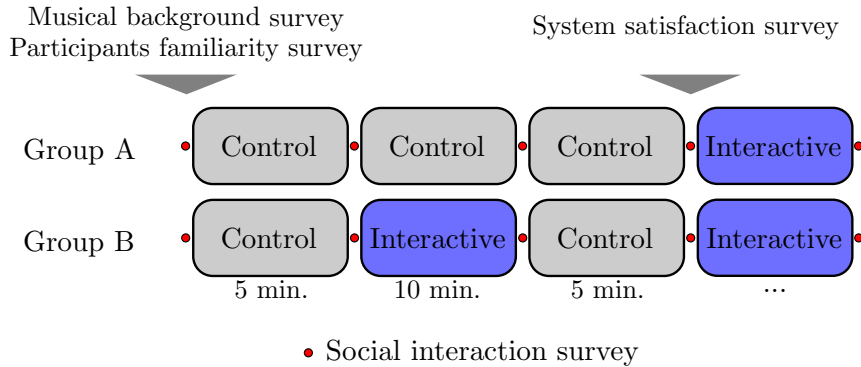 Musical background survey
Participants familiarity survey
System satisfaction survey
Group A
Control
Control
Control
Interactive
Group B
Control
Interactive
Control
Interactive
5 min.
10 min.
5 min.
...
Social interaction survey